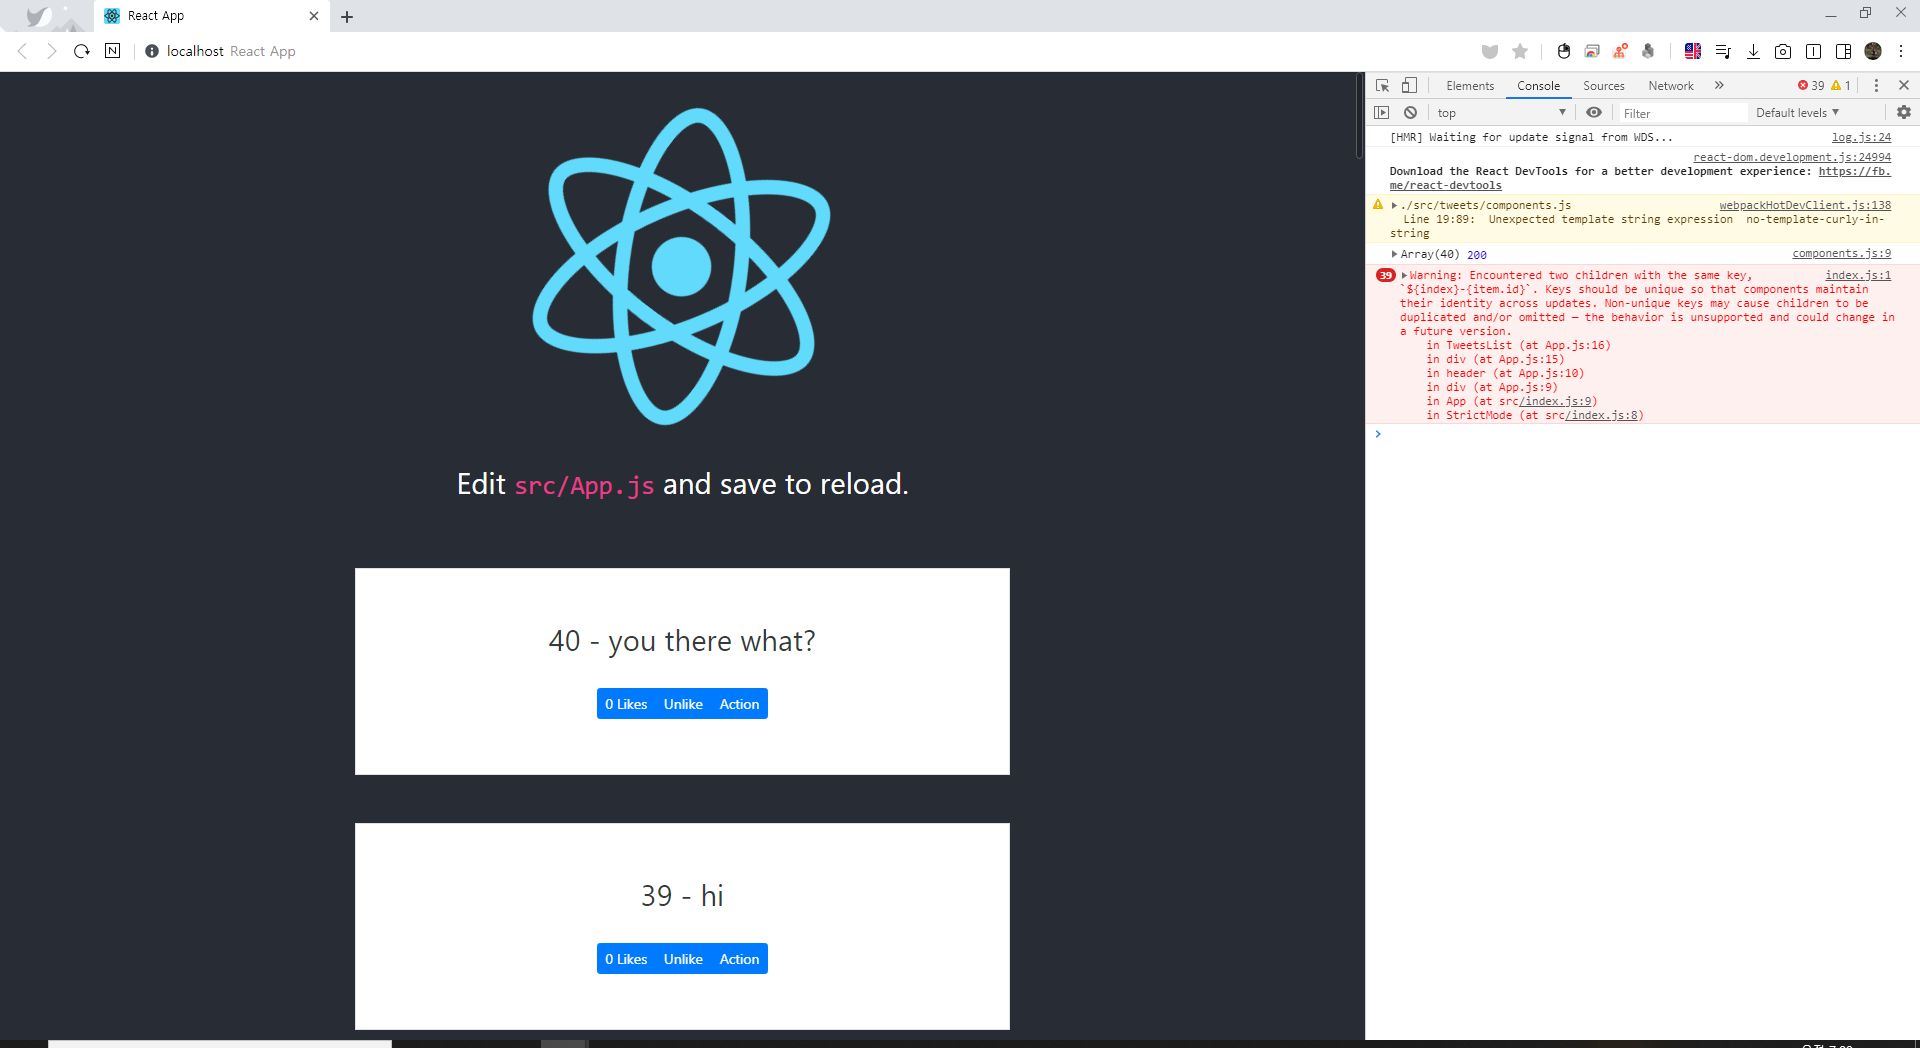 React App
localhost React App
Edit src/App.js and save to reload.
40 - you there what?
0 Likes Unlike Action
39 - hi
0 Likes Unlike Action
Elements Console Sources Network » 39 1
top Filter Default levels ▼
[HMR] Waiting for update signal from WDS... log.js:24
react-dom.development.js:24994
Download the React DevTools for a better development experience: https://fb.
me/react-devtools
./src/tweets/components.js webpackHotDevClient.js:138
Line 19:89: Unexpected template string expression no-template-curly-in-
string
Array(40) 200 components.js:9
39 Warning: Encountered two children with the same key, index.js:1
`${index}-{item.id}`. Keys should be unique so that components maintain
their identity across updates. Non-unique keys may cause children to be
duplicated and/or omitted — the behavior is unsupported and could change in
a future version.
in TweetsList (at App.js:16)
in div (at App.js:15)
in header (at App.js:10)
in div (at App.js:9)
in App (at src/index.js:9)
in StrictMode (at src/index.js:8)